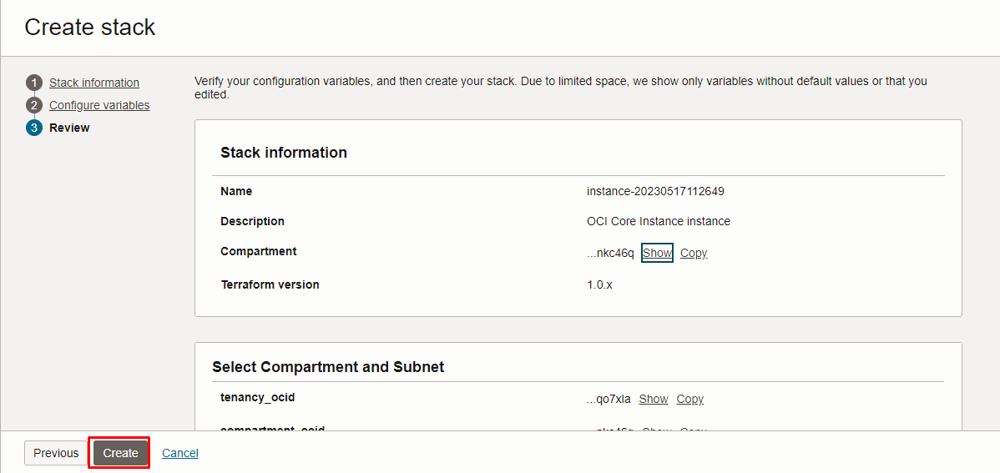 Create stack
1 Stack information
2 Configure variables
3 Review
Verify your configuration variables, and then create your stack. Due to limited space, we show only variables without default values or that you
edited.
Stack information
Name instance-20230517112649
Description OCI Core Instance instance
Compartment ...nkc46q Show Copy
Terraform version 1.0.x
Select Compartment and Subnet
tenancy_ocid ...qo7xla Show Copy
compartment_ocid ...nkc46q Show Copy
Previous Create Cancel